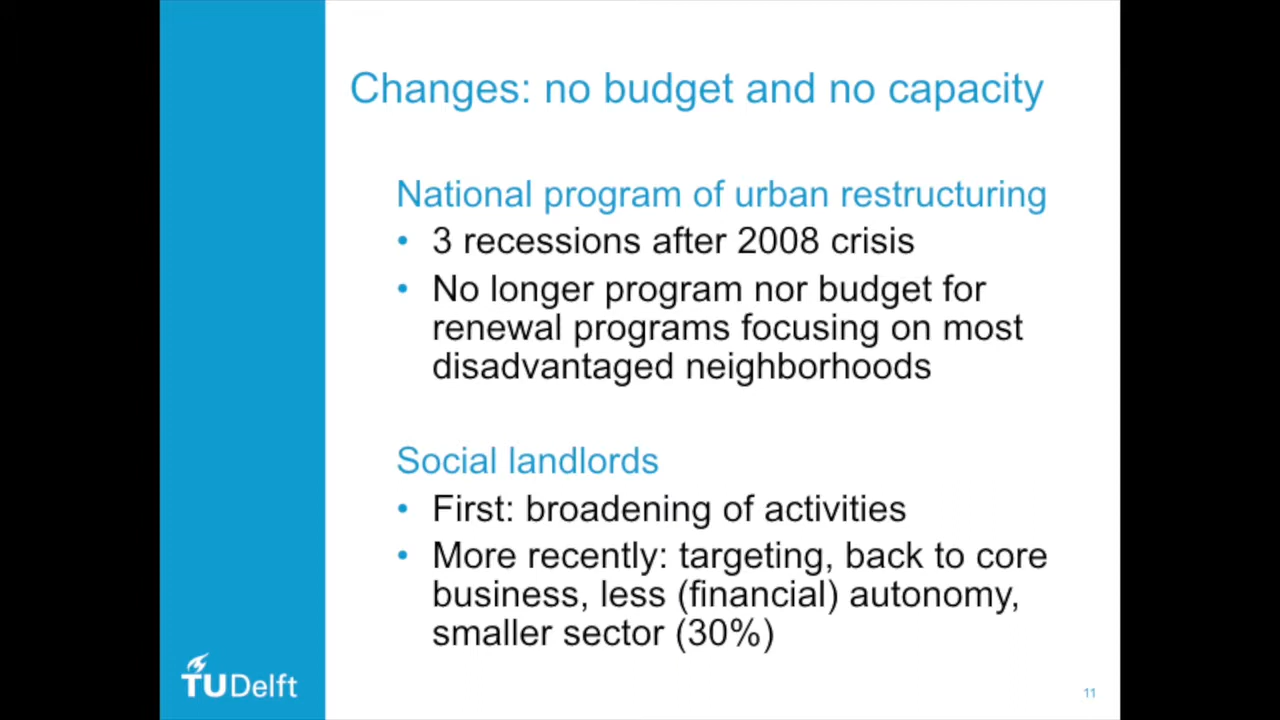 Changes: no budget and no capacity
National program of urban restructuring
• 3 recessions after 2008 crisis
• No longer program nor budget for
renewal programs focusing on most
disadvantaged neighborhoods
Social landlords
• First: broadening of activities
• More recently: targeting, back to core
business, less (financial) autonomy,
smaller sector (30%)
TU Delft
11